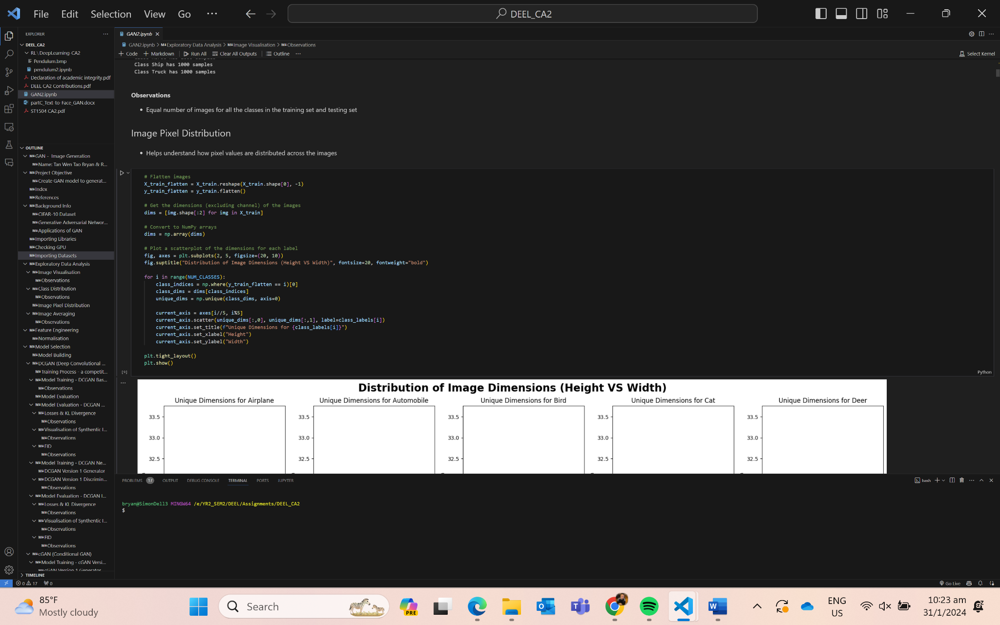 File Edit Selection View Go ... DEEL_CA2
EXPLORER
DEEL_CA2
RL \ DeepLearning-CA2
Pendulum.bmp
pendulum2.ipynb
Declaration of academic integrity.pdf
DEEL CA2 Contributions.pdf
GAN2.ipynb
partC_Text-to-Face_GAN.docx
ST1504 CA2.pdf
OUTLINE
GAN - Image Generation
Name: Tan Wen Tao Bryan & R...
Project Objective
Create GAN model to generat...
Index
References
Background Info
CIFAR-10 Dataset
Generative Adversarial Networ...
Applications of GAN
Importing Libraries
Checking GPU
Importing Datasets
Exploratory Data Analysis
Image Visualisation
Observations
Class Distribution
Observations
Image Pixel Distribution
Image Averaging
Observations
Feature Engineering
Normalisation
Model Selection
Model Building
DCGAN (Deep Convolutional ...
Training Process - a competit...
Model Training - DCGAN Bas...
Observations
Model Evaluation
Model Evaluation - DCGAN ...
Losses & KL Divergence
Observations
Visualisation of Synthetic I...
Observations
FID
Observations
Model Training - DCGAN Ne...
DCGAN Version 1 Generator
DCGAN Version 1 Discrimin...
Observations
Model Evaluation - DCGAN I...
Losses & KL Divergence
Observations
Visualisation of Synthetic I...
Observations
FID
Observations
cGAN (Conditional GAN)
Model Training - cGAN Versi...
cGAN Version 1 Generator
TIMELINE
GAN2.ipynb
GAN2.ipynb > Exploratory Data Analysis > Image Visualisation > Observations
Code Markdown Run All Clear All Outputs Outline ... Select Kernel
Class Ship has 1000 samples
Class Truck has 1000 samples
Observations
• Equal number of images for all the classes in the training set and testing set
Image Pixel Distribution
• Helps understand how pixel values are distributed across the images
# Flatten images
X_train_flatten = X_train.reshape(X_train.shape[0], -1)
y_train_flatten = y_train.flatten()
# Get the dimensions (excluding channel) of the images
dims = [img.shape[:2] for img in X_train]
# Convert to NumPy arrays
dims = np.array(dims)
# Plot a scatterplot of the dimensions for each label
fig, axes = plt.subplots(2, 5, figsize=(20, 10))
fig.suptitle("Distribution of Image Dimensions (Height VS Width)", fontsize=20, fontweight="bold")
for i in range(NUM_CLASSES):
class_indices = np.where(y_train_flatten == i)[0]
class_dims = dims[class_indices]
unique_dims = np.unique(class_dims, axis=0)
current_axis = axes[i//5, i%5]
current_axis.scatter(unique_dims[:,0], unique_dims[:,1], label=class_labels[i])
current_axis.set_title(f"Unique Dimensions for {class_labels[i]}")
current_axis.set_xlabel("Height")
current_axis.set_ylabel("Width")
plt.tight_layout()
plt.show()
[9] Python
Distribution of Image Dimensions (Height VS Width)
Unique Dimensions for Airplane Unique Dimensions for Automobile Unique Dimensions for Bird Unique Dimensions for Cat Unique Dimensions for Deer
33.5 33.5 33.5 33.5 33.5
33.0 33.0 33.0 33.0 33.0
32.5 32.5 32.5 32.5 32.5
PROBLEMS 17 OUTPUT DEBUG CONSOLE TERMINAL PORTS JUPYTER bash
bryan@SimonDell3 MINGW64 /e/YR2_SEM2/DEEL/Assignments/DEEL_CA2
$
0 17 0 Go Live
85°F
Mostly cloudy
Search
PRE
ENG
US
10:23 am
31/1/2024